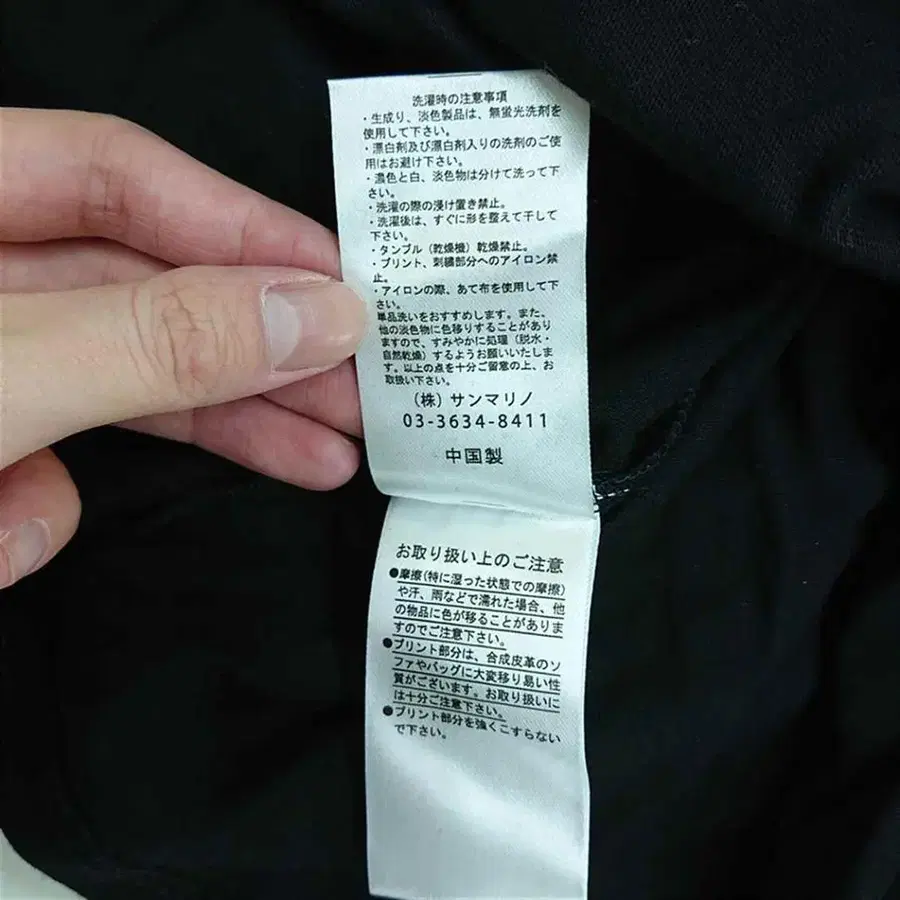 洗濯時の注意事項
・生成り、淡色製品は、無蛍光洗剤を
使用して下さい。
・漂白剤及び漂白剤入りの洗剤のご使
用はお避け下さい。
・濃色と白、淡色物は分けて洗って下
さい。
・洗濯の際の浸け置き禁止。
・洗濯後は、すぐに形を整えて干して
下さい。
・タンブル（乾燥機）乾燥禁止。
・プリント、刺繍部分へのアイロン禁
止。
・アイロンの際、あて布を使用して下
さい。
単品洗いをおすすめします。また、
他の淡色物に色移りすることがあり
ますので、すみやかに処理（脱水・
自然乾燥）するようお願いいたしま
す。以上の点を十分ご留意の上、お
取扱い下さい。
（株）サンマリノ
03-3634-8411
中国製
お取り扱い上のご注意
●摩擦(特に湿った状態での摩擦)
や汗、雨などで濡れた場合、他
の物品に色が移ることがありま
すのでご注意下さい。
●プリント部分は、合成皮革のソ
ファやバッグに大変移り易い性
質がございます。お取り扱いに
は十分ご注意下さい。
●プリント部分を強くこすらない
で下さい。